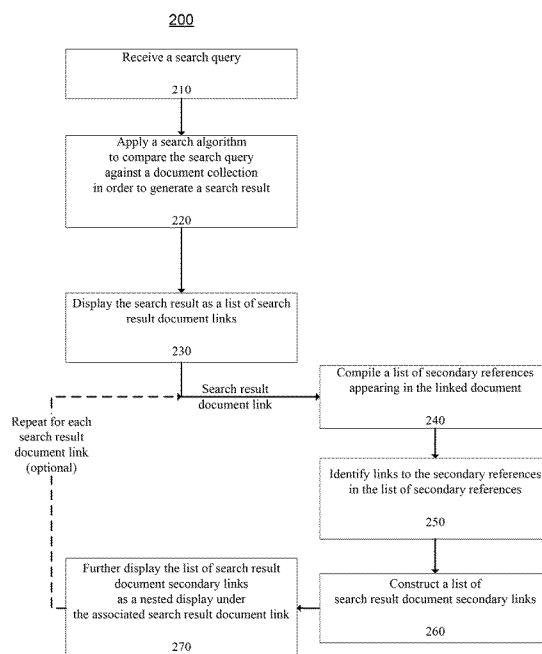 200
Receive a search query
210
Apply a search algorithm
to compare the search query
against a document collection
in order to generate a search result
220
Display the search result as a list of search
result document links
230
Search result
document link
Compile a list of secondary references
appearing in the linked document
240
Identify links to the secondary references
in the list of secondary references
250
Construct a list of
search result document secondary links
260
Further display the list of search result
document secondary links
as a nested display under
the associated search result document link
270
Repeat for each
search result
document link
(optional)